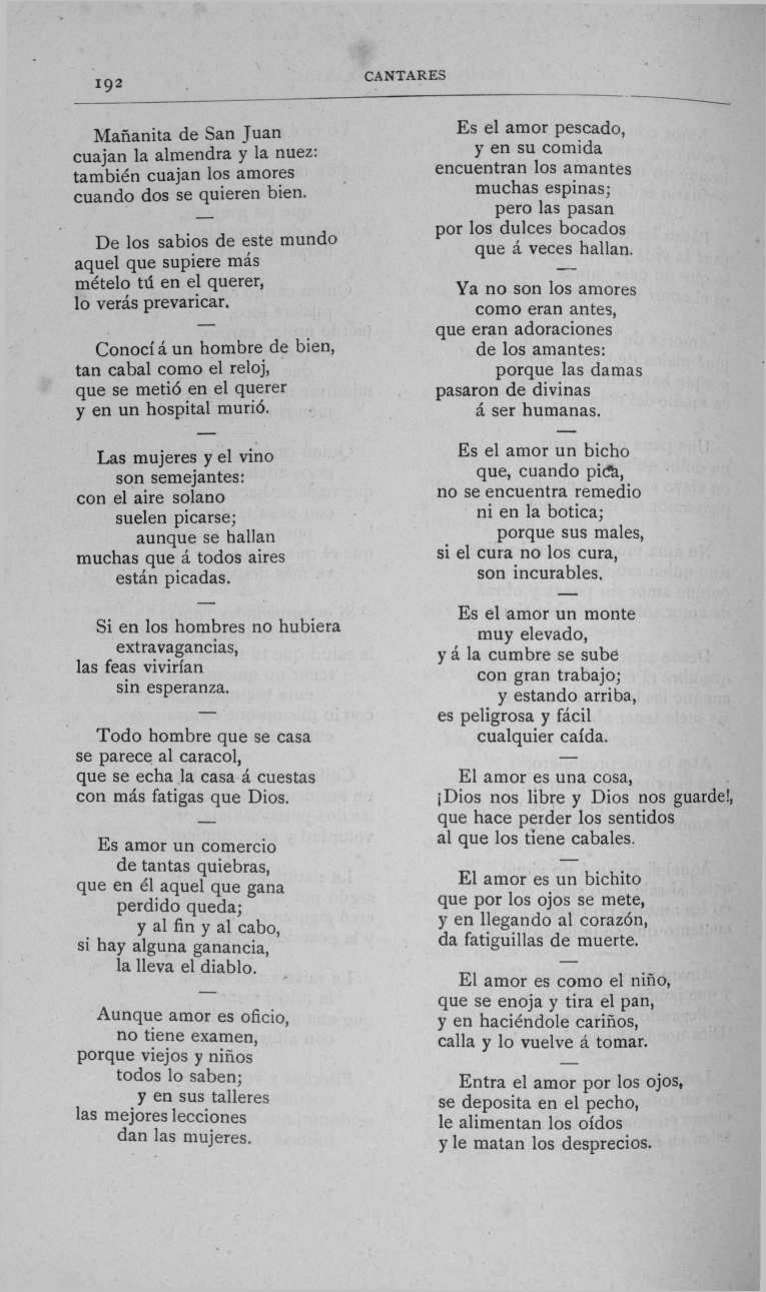 192
CANTARES
Mañanita de San Juan
cuajan la almendra y la nuez:
también cuajan los amores
cuando dos se quieren bien.
—
De los sabios de este mundo
aquel que supiere más
mételo tú en el querer,
lo verás prevaricar.
—
Conocí á un hombre de bien,
tan cabal como el reloj,
que se metió en el querer
y en un hospital murió.
—
Las mujeres y el vino
son semejantes:
con el aire solano
suelen picarse;
aunque se hallan
muchas que á todos aires
están picadas.
—
Si en los hombres no hubiera
extravagancias,
las feas vivirían
sin esperanza.
—
Todo hombre que se casa
se parece al caracol,
que se echa la casa á cuestas
con más fatigas que Dios.
—
Es amor un comercio
de tantas quiebras,
que en él aquel que gana
perdido queda;
y al fin y al cabo,
si hay alguna ganancia,
la lleva el diablo.
—
Aunque amor es oficio,
no tiene examen,
porque viejos y niños
todos lo saben;
y en sus talleres
las mejores lecciones
dan las mujeres.
Es el amor pescado,
y en su comida
encuentran los amantes
muchas espinas;
pero las pasan
por los dulces bocados
que á veces hallan.
—
Ya no son los amores
como eran antes,
que eran adoraciones
de los amantes:
porque las damas
pasaron de divinas
á ser humanas.
—
Es el amor un bicho
que, cuando pica,
no se encuentra remedio
ni en la botica;
porque sus males,
si el cura no los cura,
son incurables.
—
Es el amor un monte
muy elevado,
y á la cumbre se sube
con gran trabajo;
y estando arriba,
es peligrosa y fácil
cualquier caída.
—
El amor es una cosa,
¡Dios nos libre y Dios nos guarde!,
que hace perder los sentidos
al que los tiene cabales.
—
El amor es un bichito
que por los ojos se mete,
y en llegando al corazón,
da fatiguillas de muerte.
—
El amor es como el niño,
que se enoja y tira el pan,
y en haciéndole cariños,
calla y lo vuelve á tomar.
—
Entra el amor por los ojos,
se deposita en el pecho,
le alimentan los oídos
y le matan los desprecios.